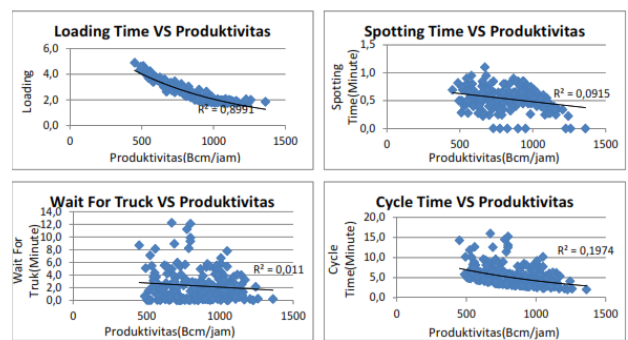 Loading Time VS Produktivitas
6,0
4,0
2,0
0,0
Loading
R² = 0,8991
0
500
1000
1500
Produktivitas(Bcm/jam)
Spotting Time VS Produktivitas
1,5
1,0
0,5
0,0
Spotting
Time(Minute)
R² = 0,0915
0
500
1000
1500
Produktivitas(Bcm/jam)
Wait For Truck VS Produktivitas
14,0
12,0
10,0
8,0
6,0
4,0
2,0
0,0
Wait For
Truk(Minute)
R² = 0,011
0
500
1000
1500
Produktivitas(Bcm/jam)
Cycle Time VS Produktivitas
20,0
15,0
10,0
5,0
0,0
Cycle
Time(Minute)
R² = 0,1974
0
500
1000
1500
Produktivitas(Bcm/jam)